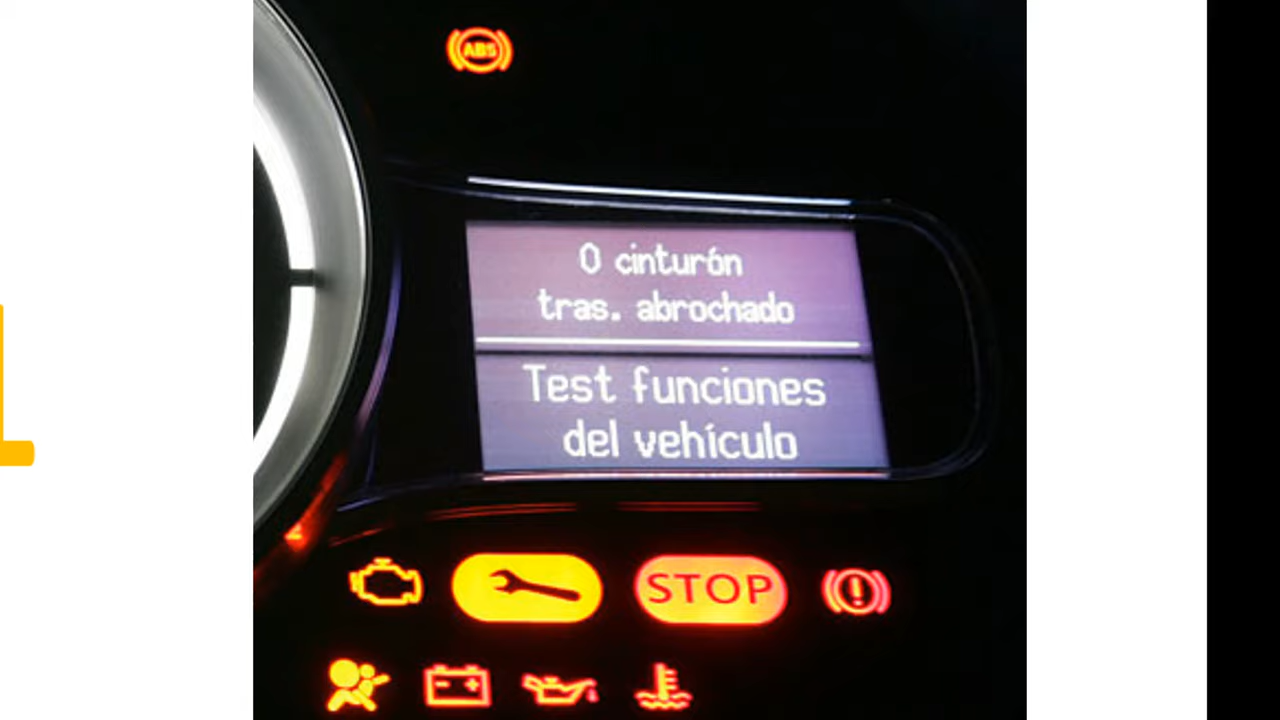 ABS
0 cinturón
tras. abrochado
Test funciones
del vehículo
STOP